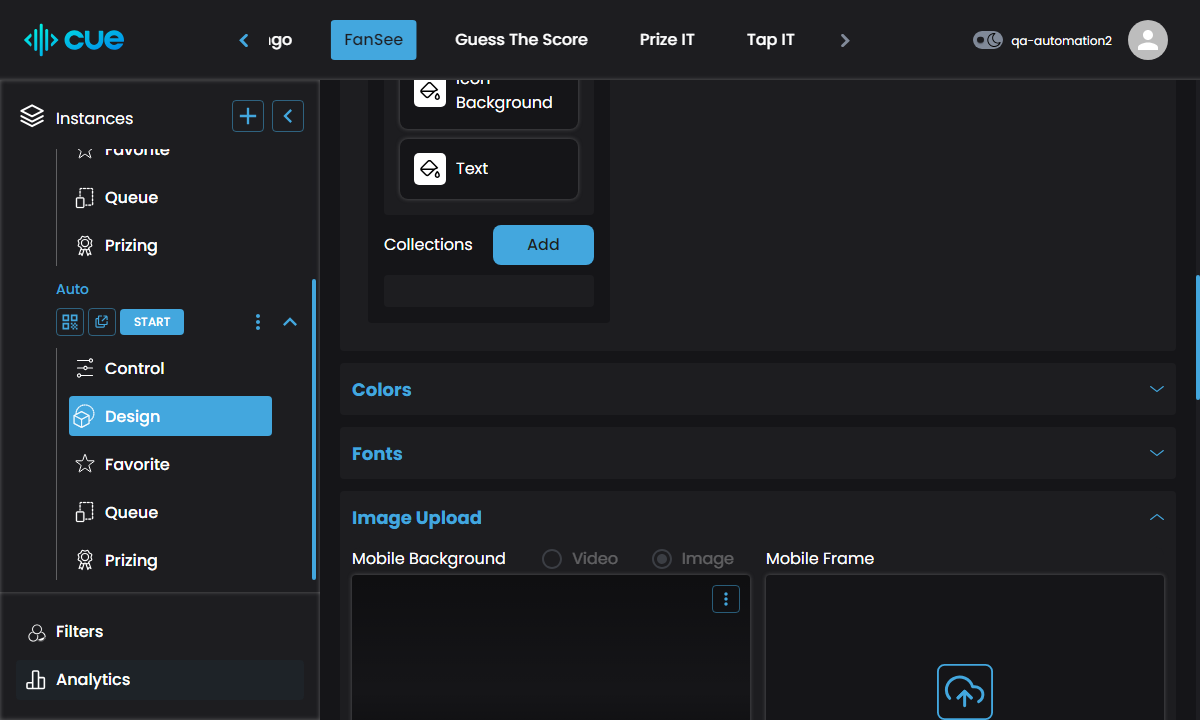 cue
FanSee
Guess The Score
Prize IT
Tap IT
qa-automation2
Instances
Favorite
Queue
Prizing
Auto
START
Control
Design
Favorite
Queue
Prizing
Filters
Analytics
Icon
Background
Text
Collections
Add
Colors
Fonts
Image Upload
Mobile Background
Video
Image
Mobile Frame